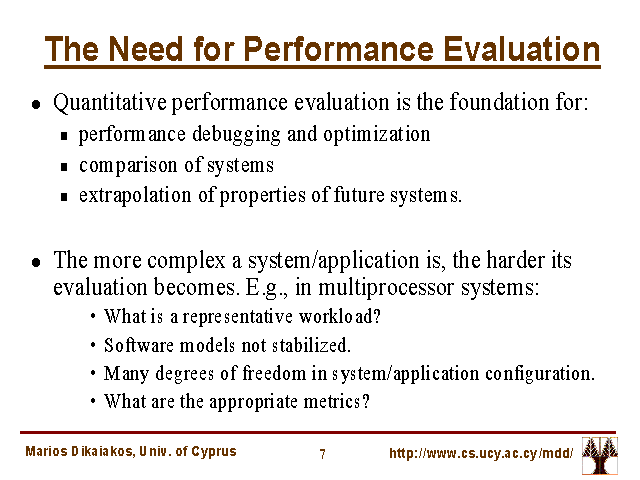 The Need for Performance Evaluation
● Quantitative performance evaluation is the foundation for:
■ performance debugging and optimization
■ comparison of systems
■ extrapolation of properties of future systems.
● The more complex a system/application is, the harder its
evaluation becomes. E.g., in multiprocessor systems:
• What is a representative workload?
• Software models not stabilized.
• Many degrees of freedom in system/application configuration.
• What are the appropriate metrics?
Marios Dikaiakos, Univ. of Cyprus 7 http://www.cs.ucy.ac.cy/mdd/